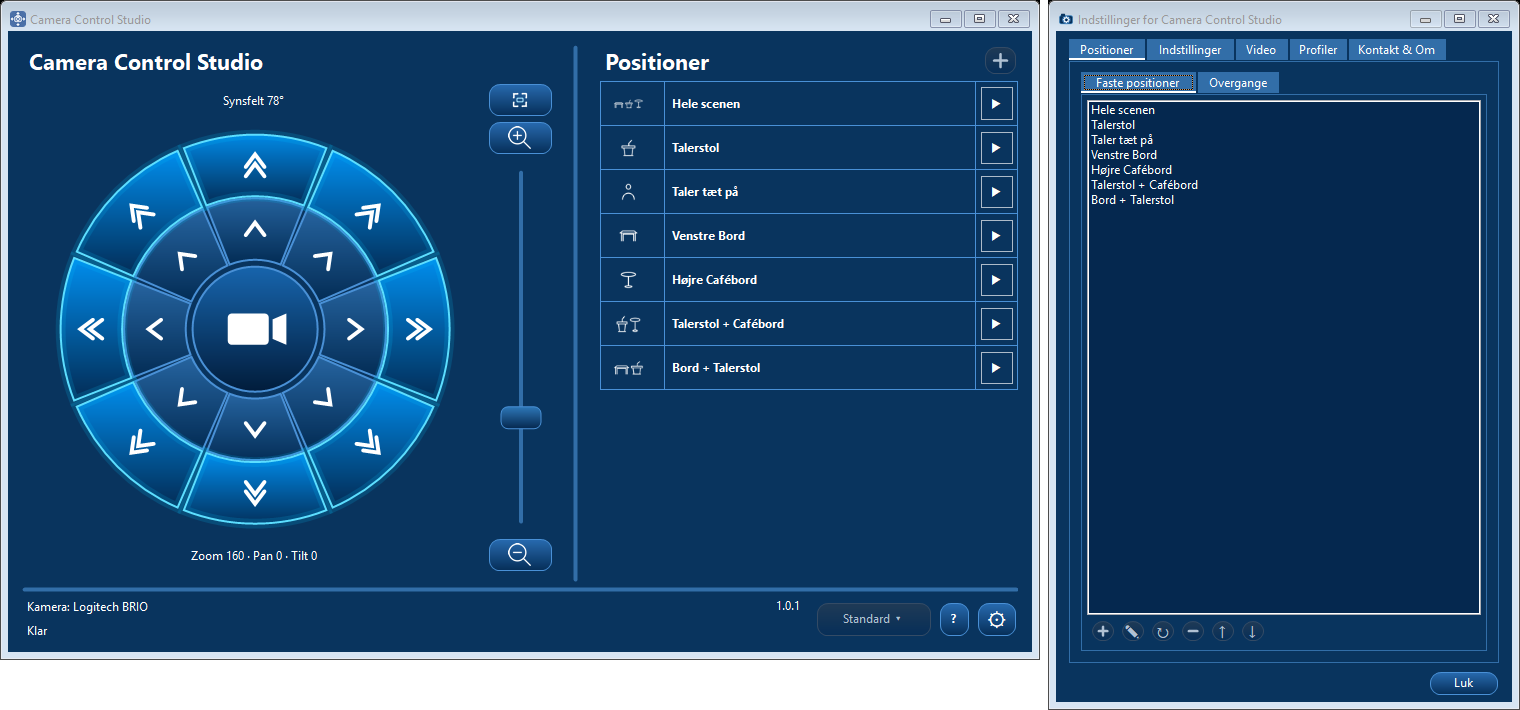 Camera Control Studio
Camera Control Studio
Synsfelt 78°
Zoom 160 · Pan 0 · Tilt 0
Positioner
Hele scenen
Talerstol
Taler tæt på
Venstre Bord
Højre Cafébord
Talerstol + Cafébord
Bord + Talerstol
Kamera: Logitech BRIO
Klar
1.0.1
Standard
?
Indstillinger for Camera Control Studio
Positioner Indstillinger Video Profiler Kontakt & Om
Faste positioner Overgange
Hele scenen
Talerstol
Taler tæt på
Venstre Bord
Højre Cafébord
Talerstol + Cafébord
Bord + Talerstol
Luk